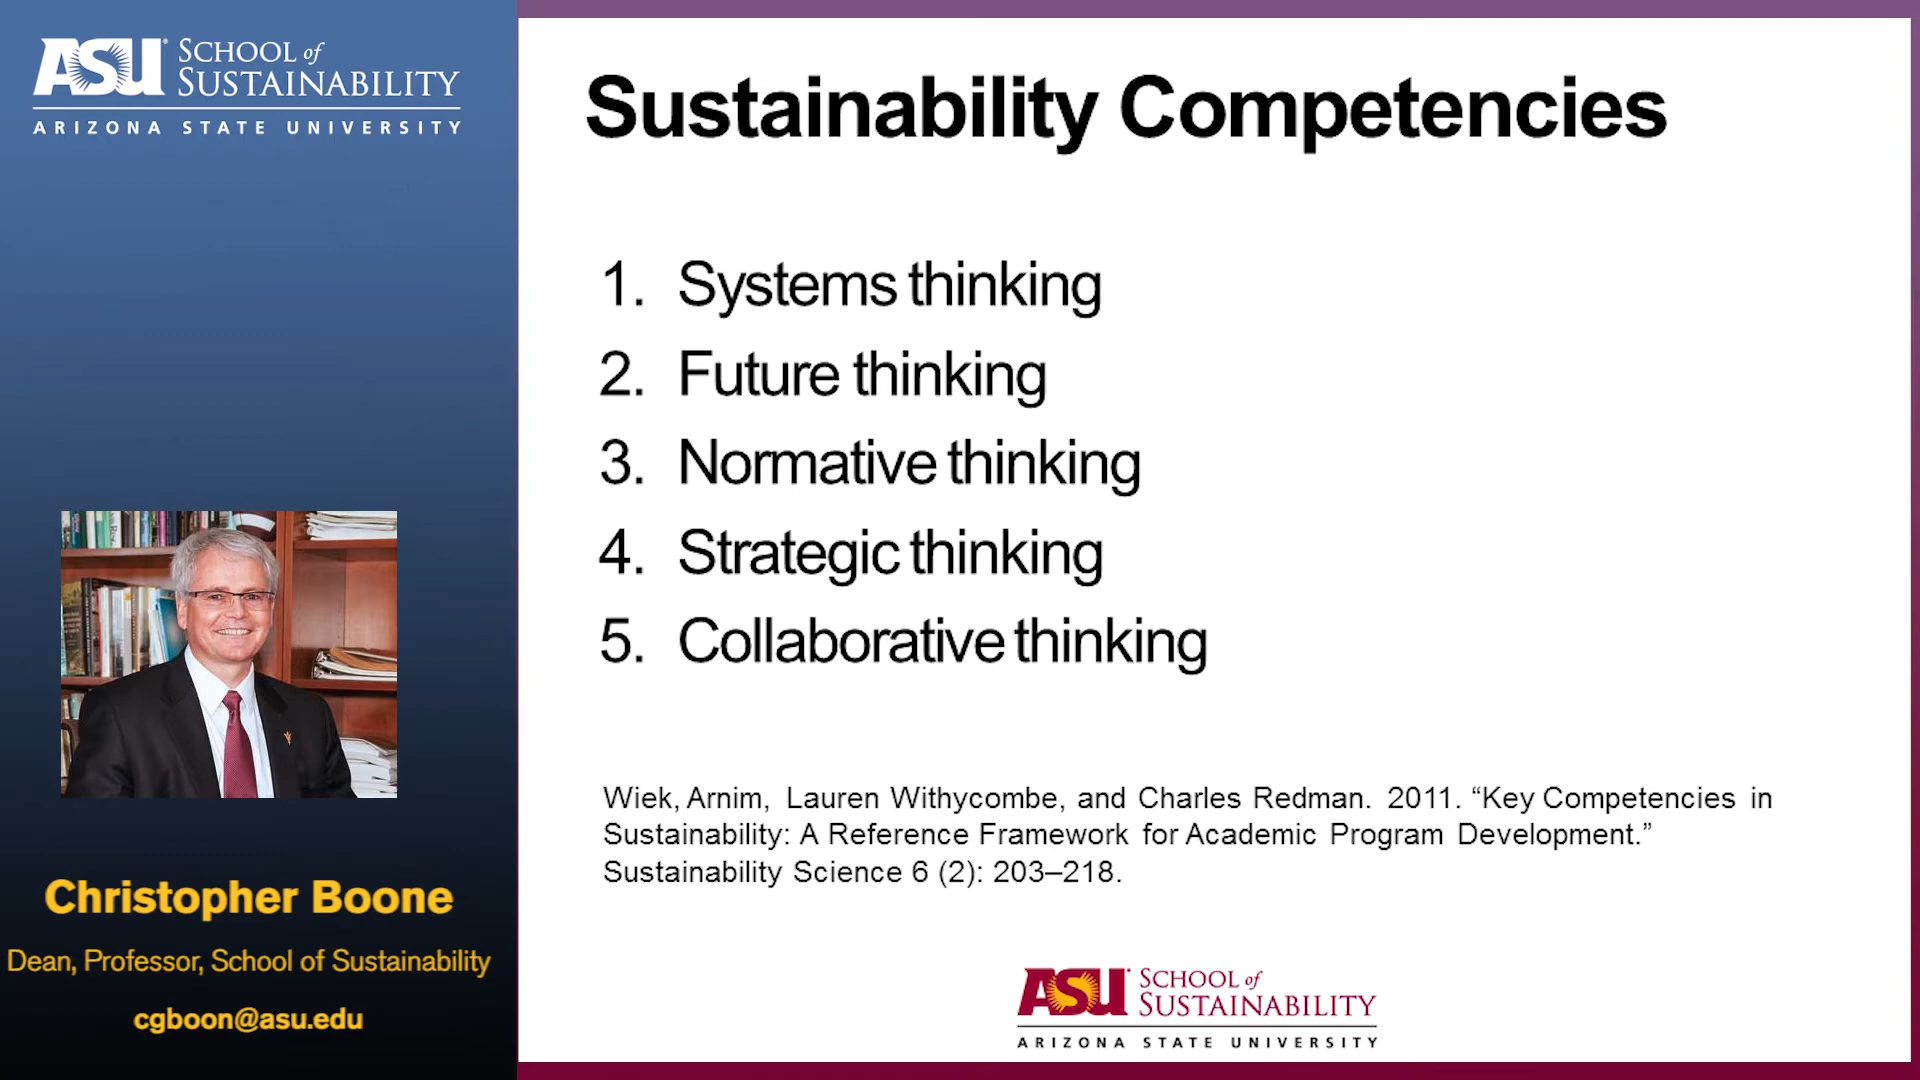 ASU SCHOOL of SUSTAINABILITY
ARIZONA STATE UNIVERSITY
Christopher Boone
Dean, Professor, School of Sustainability
cgboon@asu.edu
Sustainability Competencies
1. Systems thinking
2. Future thinking
3. Normative thinking
4. Strategic thinking
5. Collaborative thinking
Wiek, Arnim, Lauren Withycombe, and Charles Redman. 2011. “Key Competencies in
Sustainability: A Reference Framework for Academic Program Development.”
Sustainability Science 6 (2): 203–218.
ASU SCHOOL of SUSTAINABILITY
ARIZONA STATE UNIVERSITY